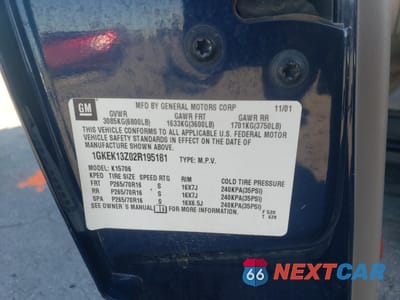 GM
MFD BY GENERAL MOTORS CORP 11/01
GVWR GAWR FRT GAWR RR
3085KG(6800LB) 1633KG(3600LB) 1701KG(3750LB)
THIS VEHICLE CONFORMS TO ALL APPLICABLE U.S. FEDERAL
MOTOR VEHICLE SAFETY STANDARDS IN EFFECT ON THE DATE OF
MANUFACTURE SHOWN ABOVE.
1GKEK13Z02R195181 TYPE: M.P.V.
MODEL: K15706
KPED TIRE SIZE SPEED RTG RIM COLD TIRE PRESSURE
FRT P265/70R16 S 16X7J 240KPA(35PSI)
RR P265/70R16 S 16X7J 240KPA(35PSI)
SPA P265/70R16 S 16X6.5J 240KPA(35PSI)
SEE OWNER'S MANUAL FOR MORE INFORMATION.
66 NEXTCAR